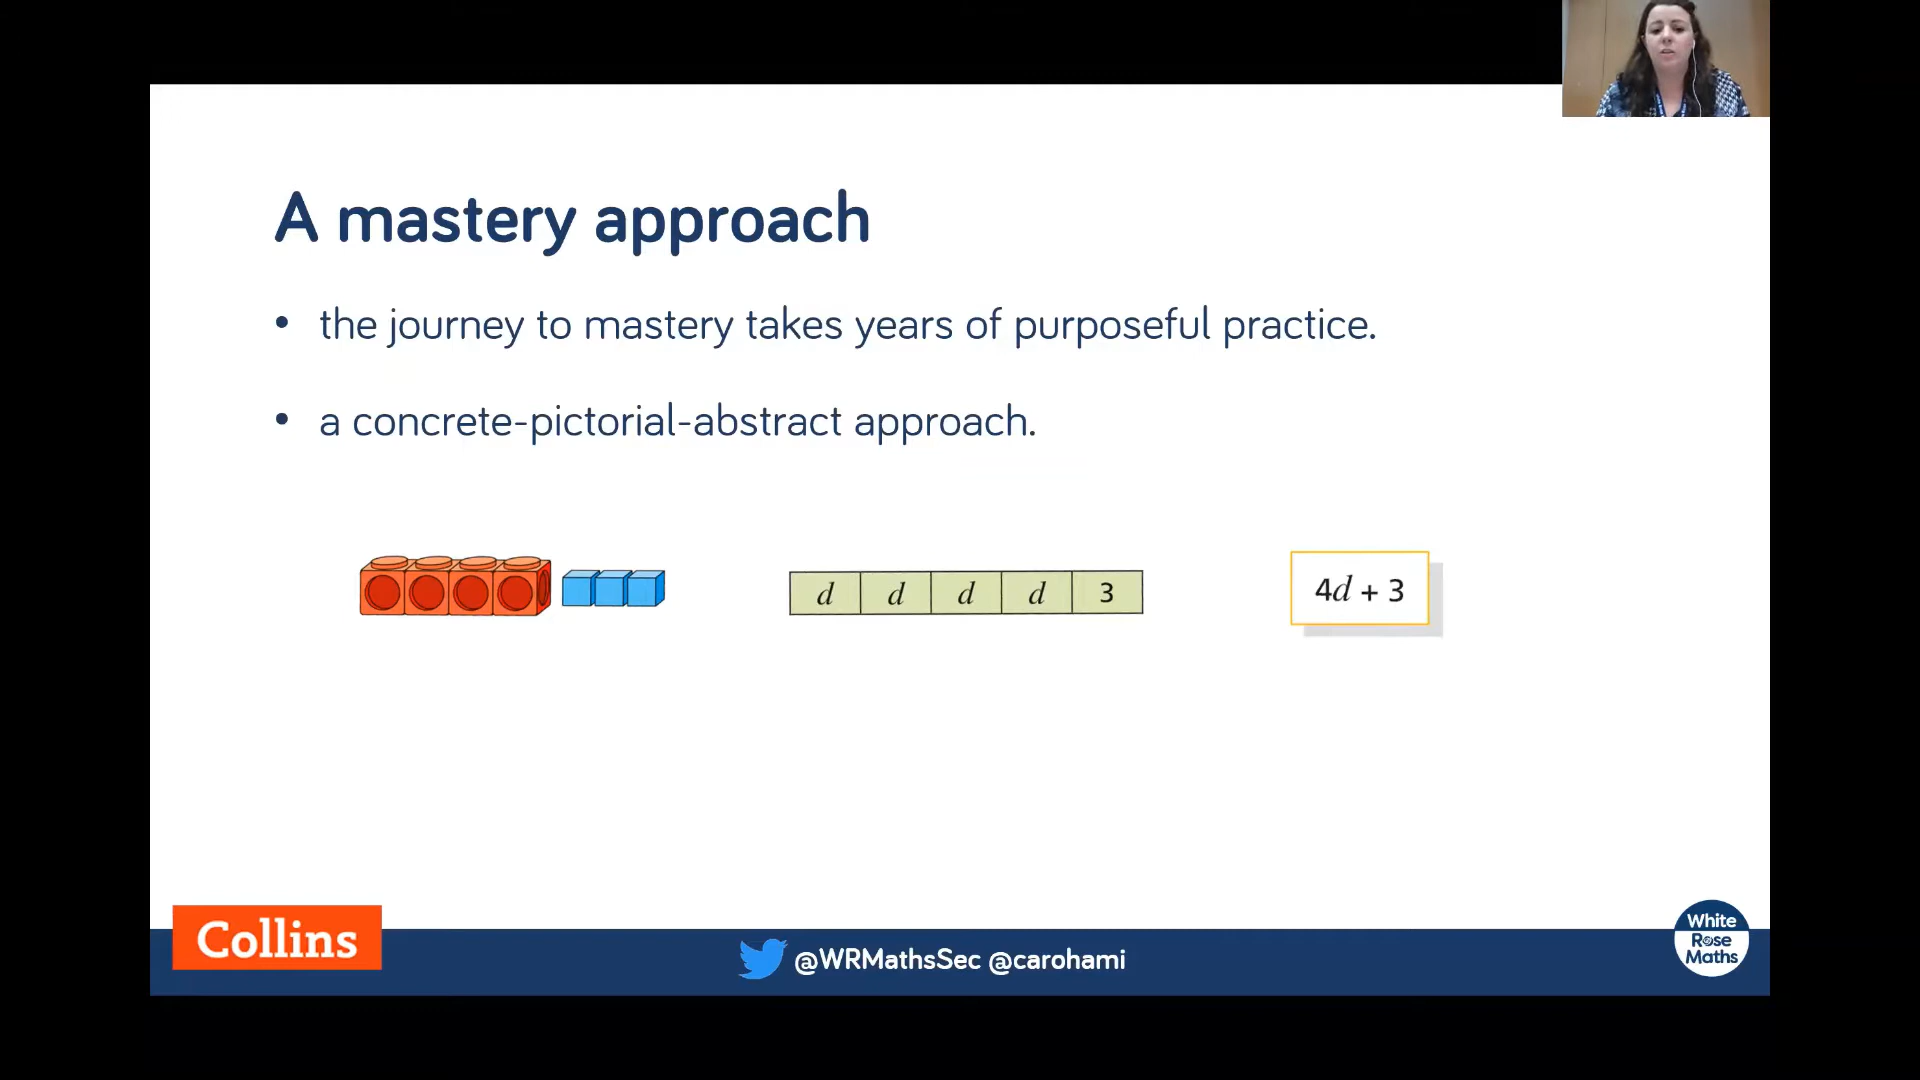 A mastery approach
• the journey to mastery takes years of purposeful practice.
• a concrete-pictorial-abstract approach.
d d d d 3
4d + 3
Collins
@WRMathsSec @carohami
White
Rose
Maths